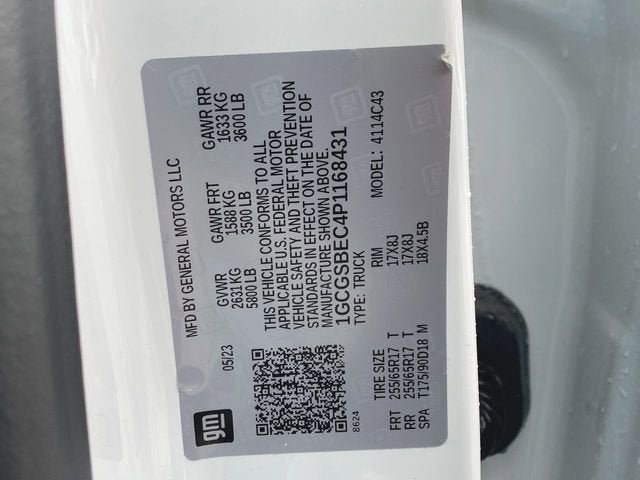 gm
MFD BY GENERAL MOTORS LLC
05/23
GVWR GAWR FRT GAWR RR
2631 KG 1588 KG 1633 KG
5800 LB 3500 LB 3600 LB
THIS VEHICLE CONFORMS TO ALL
APPLICABLE U.S. FEDERAL MOTOR
VEHICLE SAFETY AND THEFT PREVENTION
STANDARDS IN EFFECT ON THE DATE OF
MANUFACTURE SHOWN ABOVE.
1GCGSBEC4P1168431
TYPE: TRUCK MODEL: 4114C43
8624
TIRE SIZE RIM
FRT 255/65R17 T 17X8J
RR 255/65R17 T 17X8J
SPA T175/90D18 M 18X4.5B